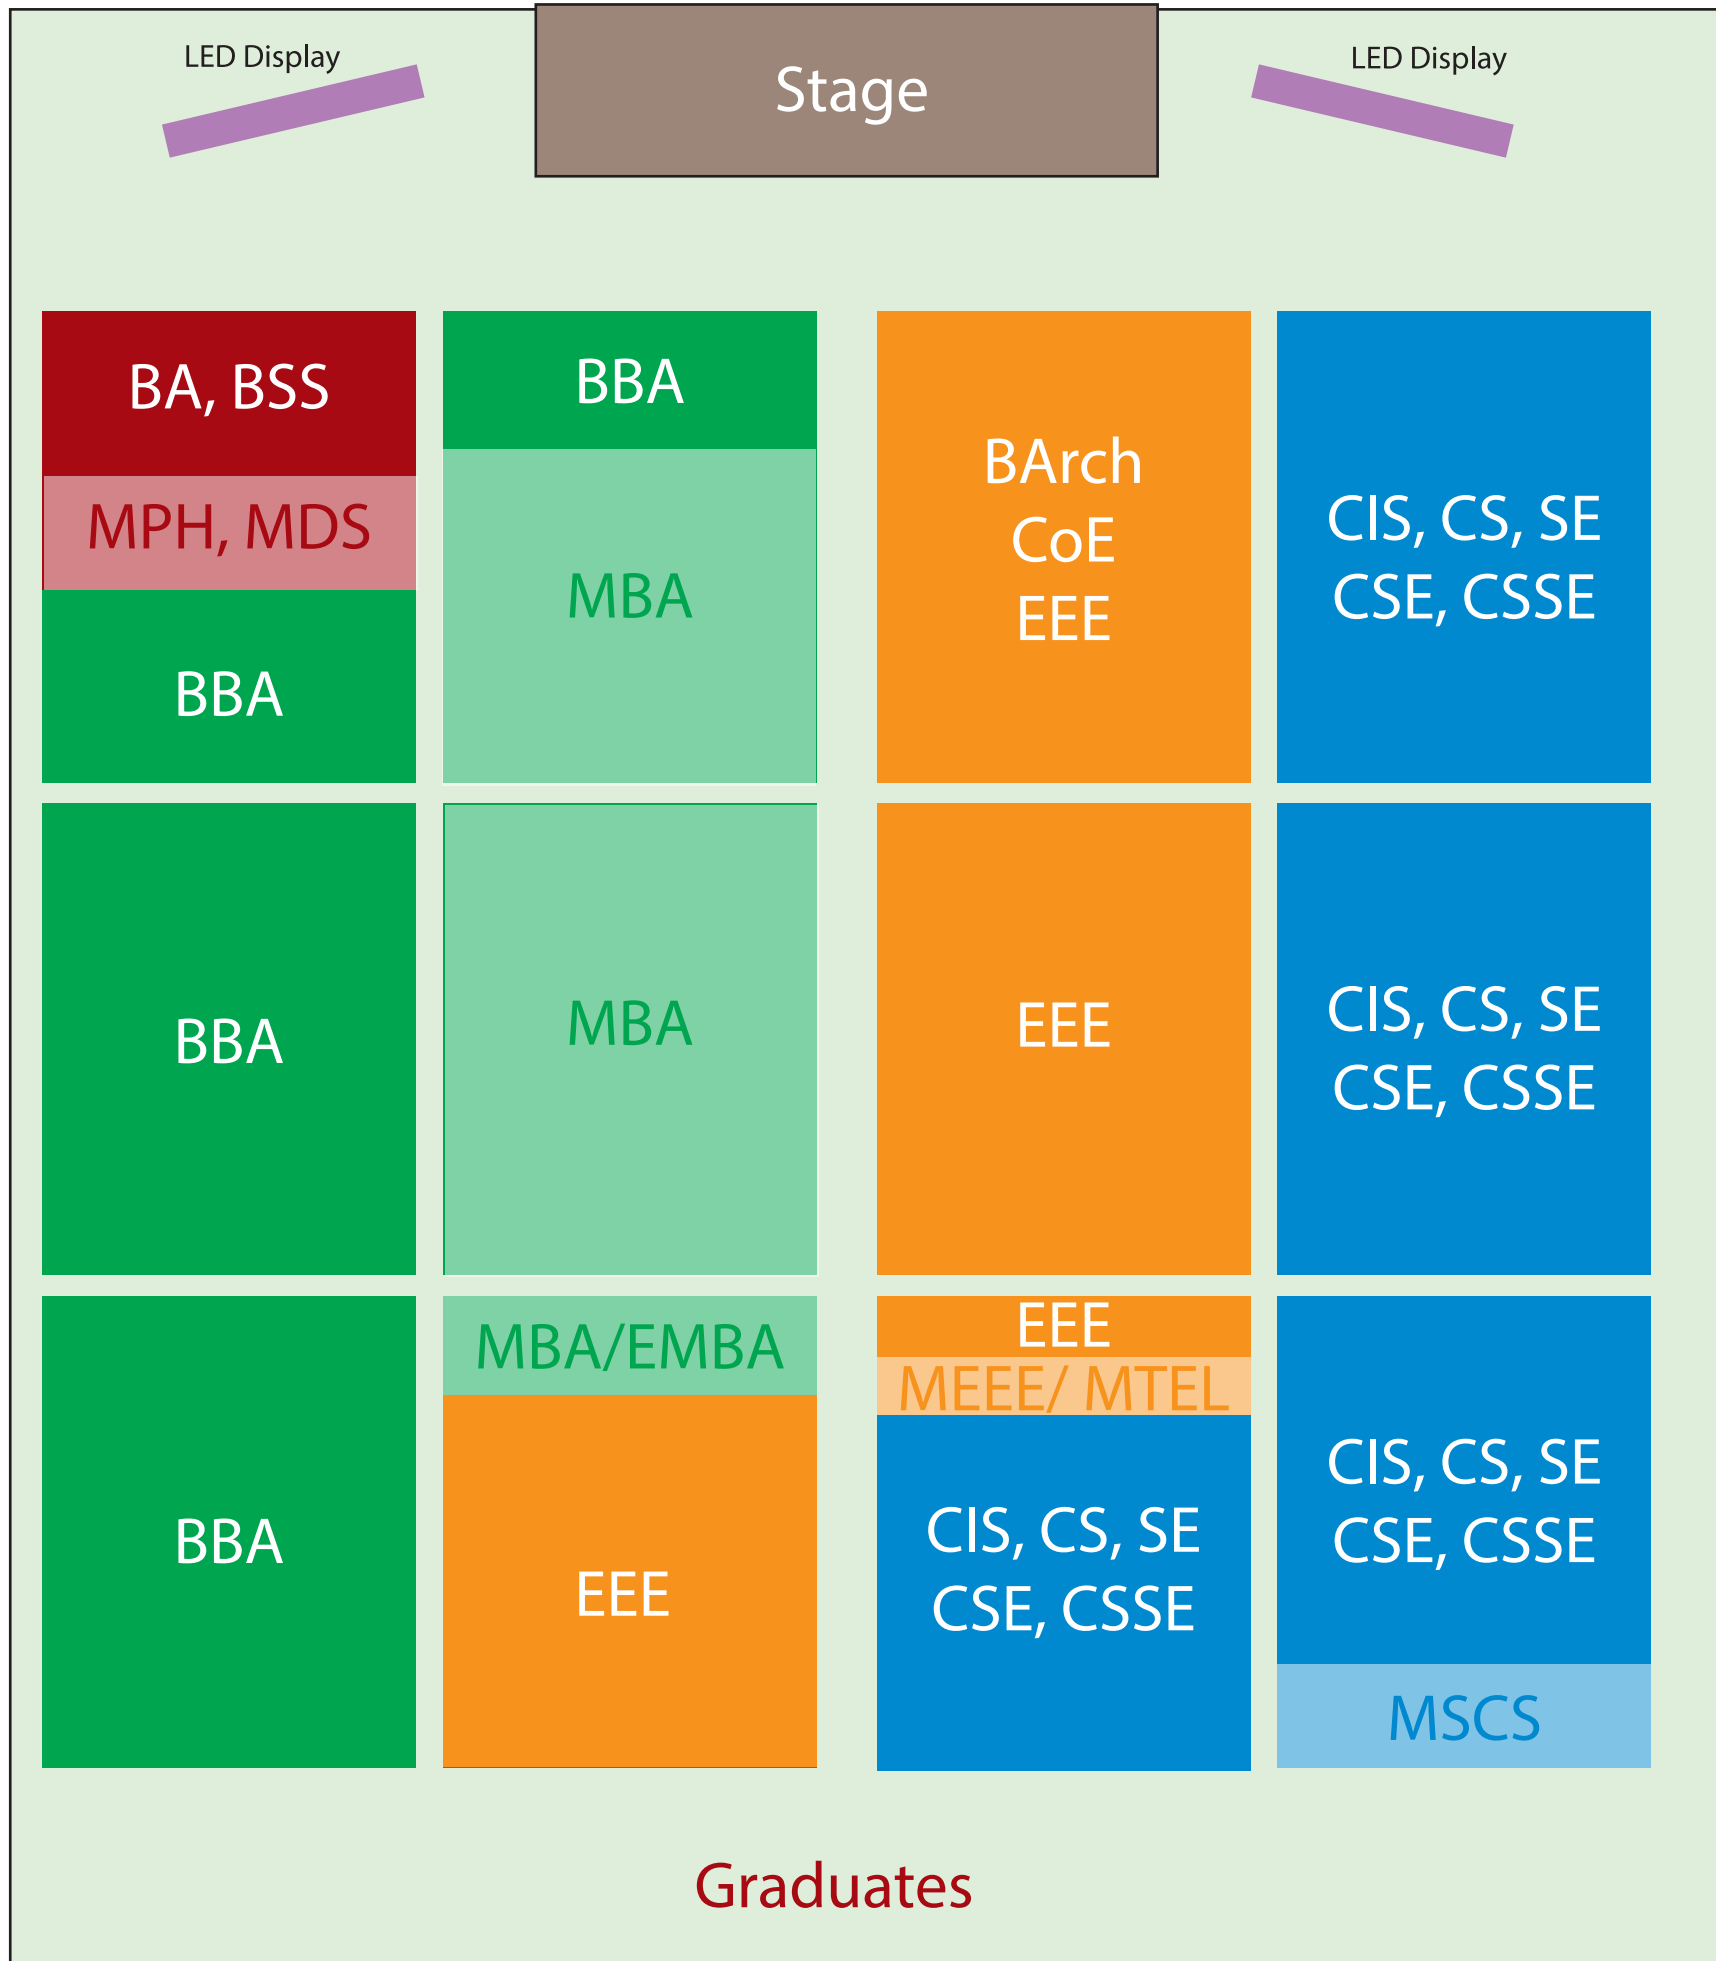 LED Display
Stage
LED Display
BA, BSS
MPH, MDS
BBA
BBA
MBA
BArch
CoE
EEE
CIS, CS, SE
CSE, CSSE
BBA
MBA
EEE
CIS, CS, SE
CSE, CSSE
BBA
MBA/EMBA
EEE
EEE
MEEE/ MTEL
CIS, CS, SE
CSE, CSSE
CIS, CS, SE
CSE, CSSE
MSCS
Graduates